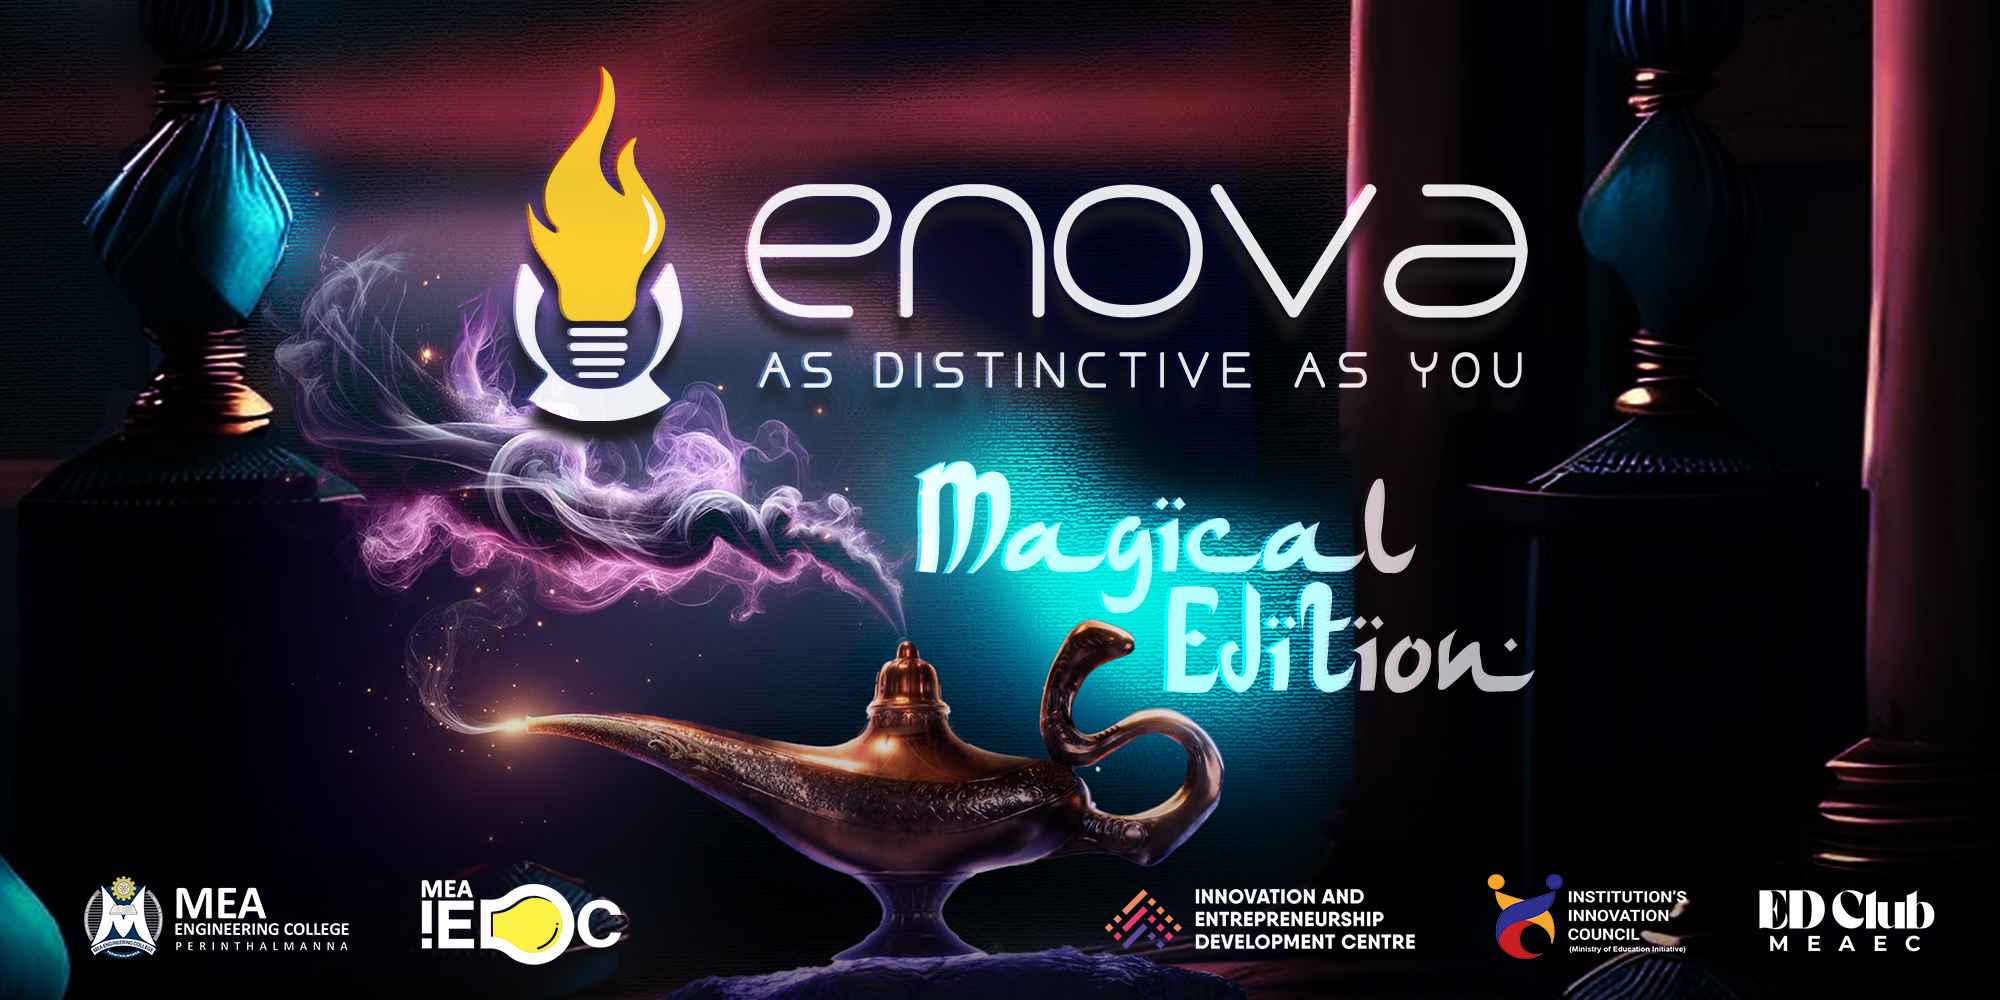 enova
AS DISTINCTIVE AS YOU
Magical
Edition
MEA
ENGINEERING COLLEGE
PERINTHALMANNA
MEA
IEDC
INNOVATION AND
ENTREPRENEURSHIP
DEVELOPMENT CENTRE
INSTITUTION'S
INNOVATION
COUNCIL
(Ministry of Education Initiative)
ED Club
MEAEC